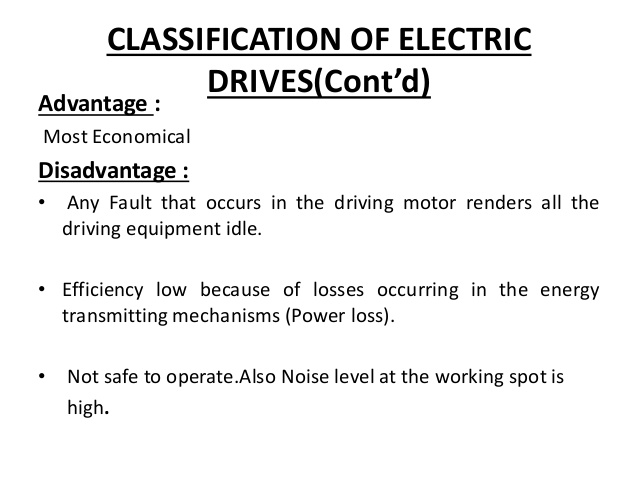 CLASSIFICATION OF ELECTRIC
DRIVES(Cont’d)
Advantage :
Most Economical
Disadvantage :
• Any Fault that occurs in the driving motor renders all the
driving equipment idle.
• Efficiency low because of losses occurring in the energy
transmitting mechanisms (Power loss).
• Not safe to operate.Also Noise level at the working spot is
high.